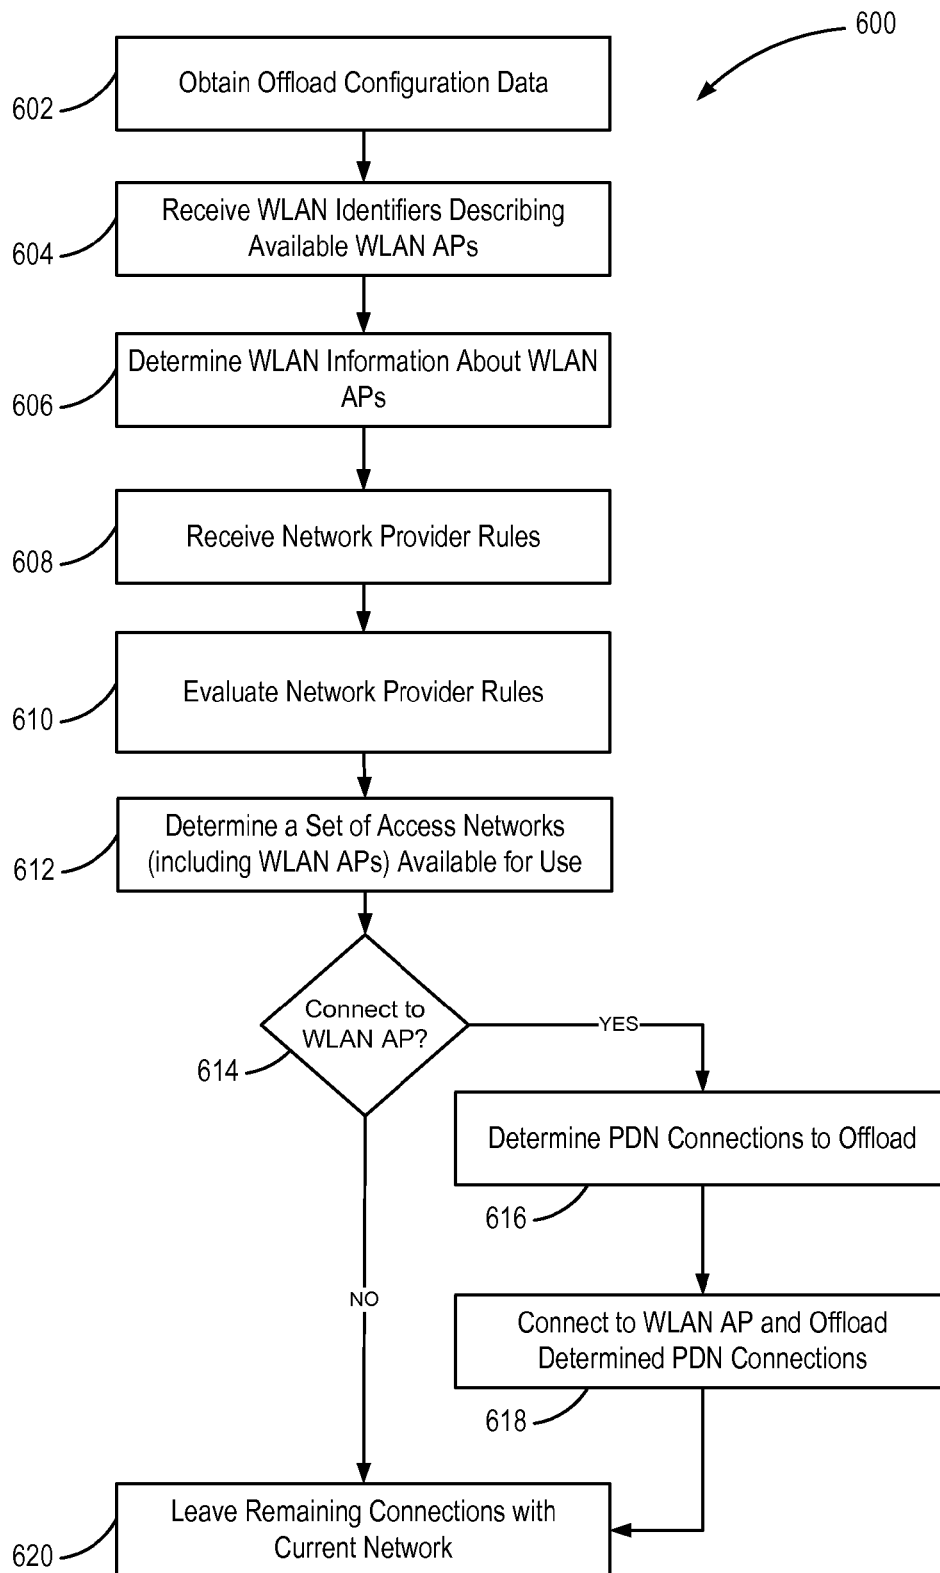 600
602
Obtain Offload Configuration Data
604
Receive WLAN Identifiers Describing
Available WLAN APs
606
Determine WLAN Information About WLAN
APs
608
Receive Network Provider Rules
610
Evaluate Network Provider Rules
612
Determine a Set of Access Networks
(including WLAN APs) Available for Use
614
Connect to
WLAN AP?
YES
616
Determine PDN Connections to Offload
NO
618
Connect to WLAN AP and Offload
Determined PDN Connections
620
Leave Remaining Connections with
Current Network